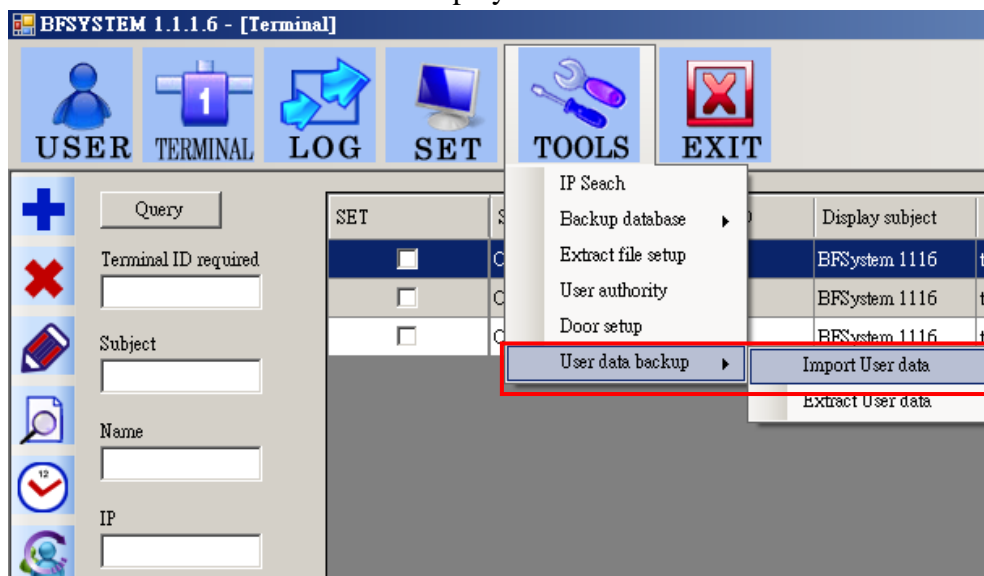 BFSYSTEM 1.1.1.6 - [Terminal]
USER TERMINAL LOG SET TOOLS EXIT
1
IP Seach
Backup database
Extract file setup
User authority
Door setup
User data backup
Import User data
Extract User data
Query
Terminal ID required
Subject
Name
IP
12
SET S Display subject
BFSystem 1116 t
BFSystem 1116 t
BFSystem 1116 t